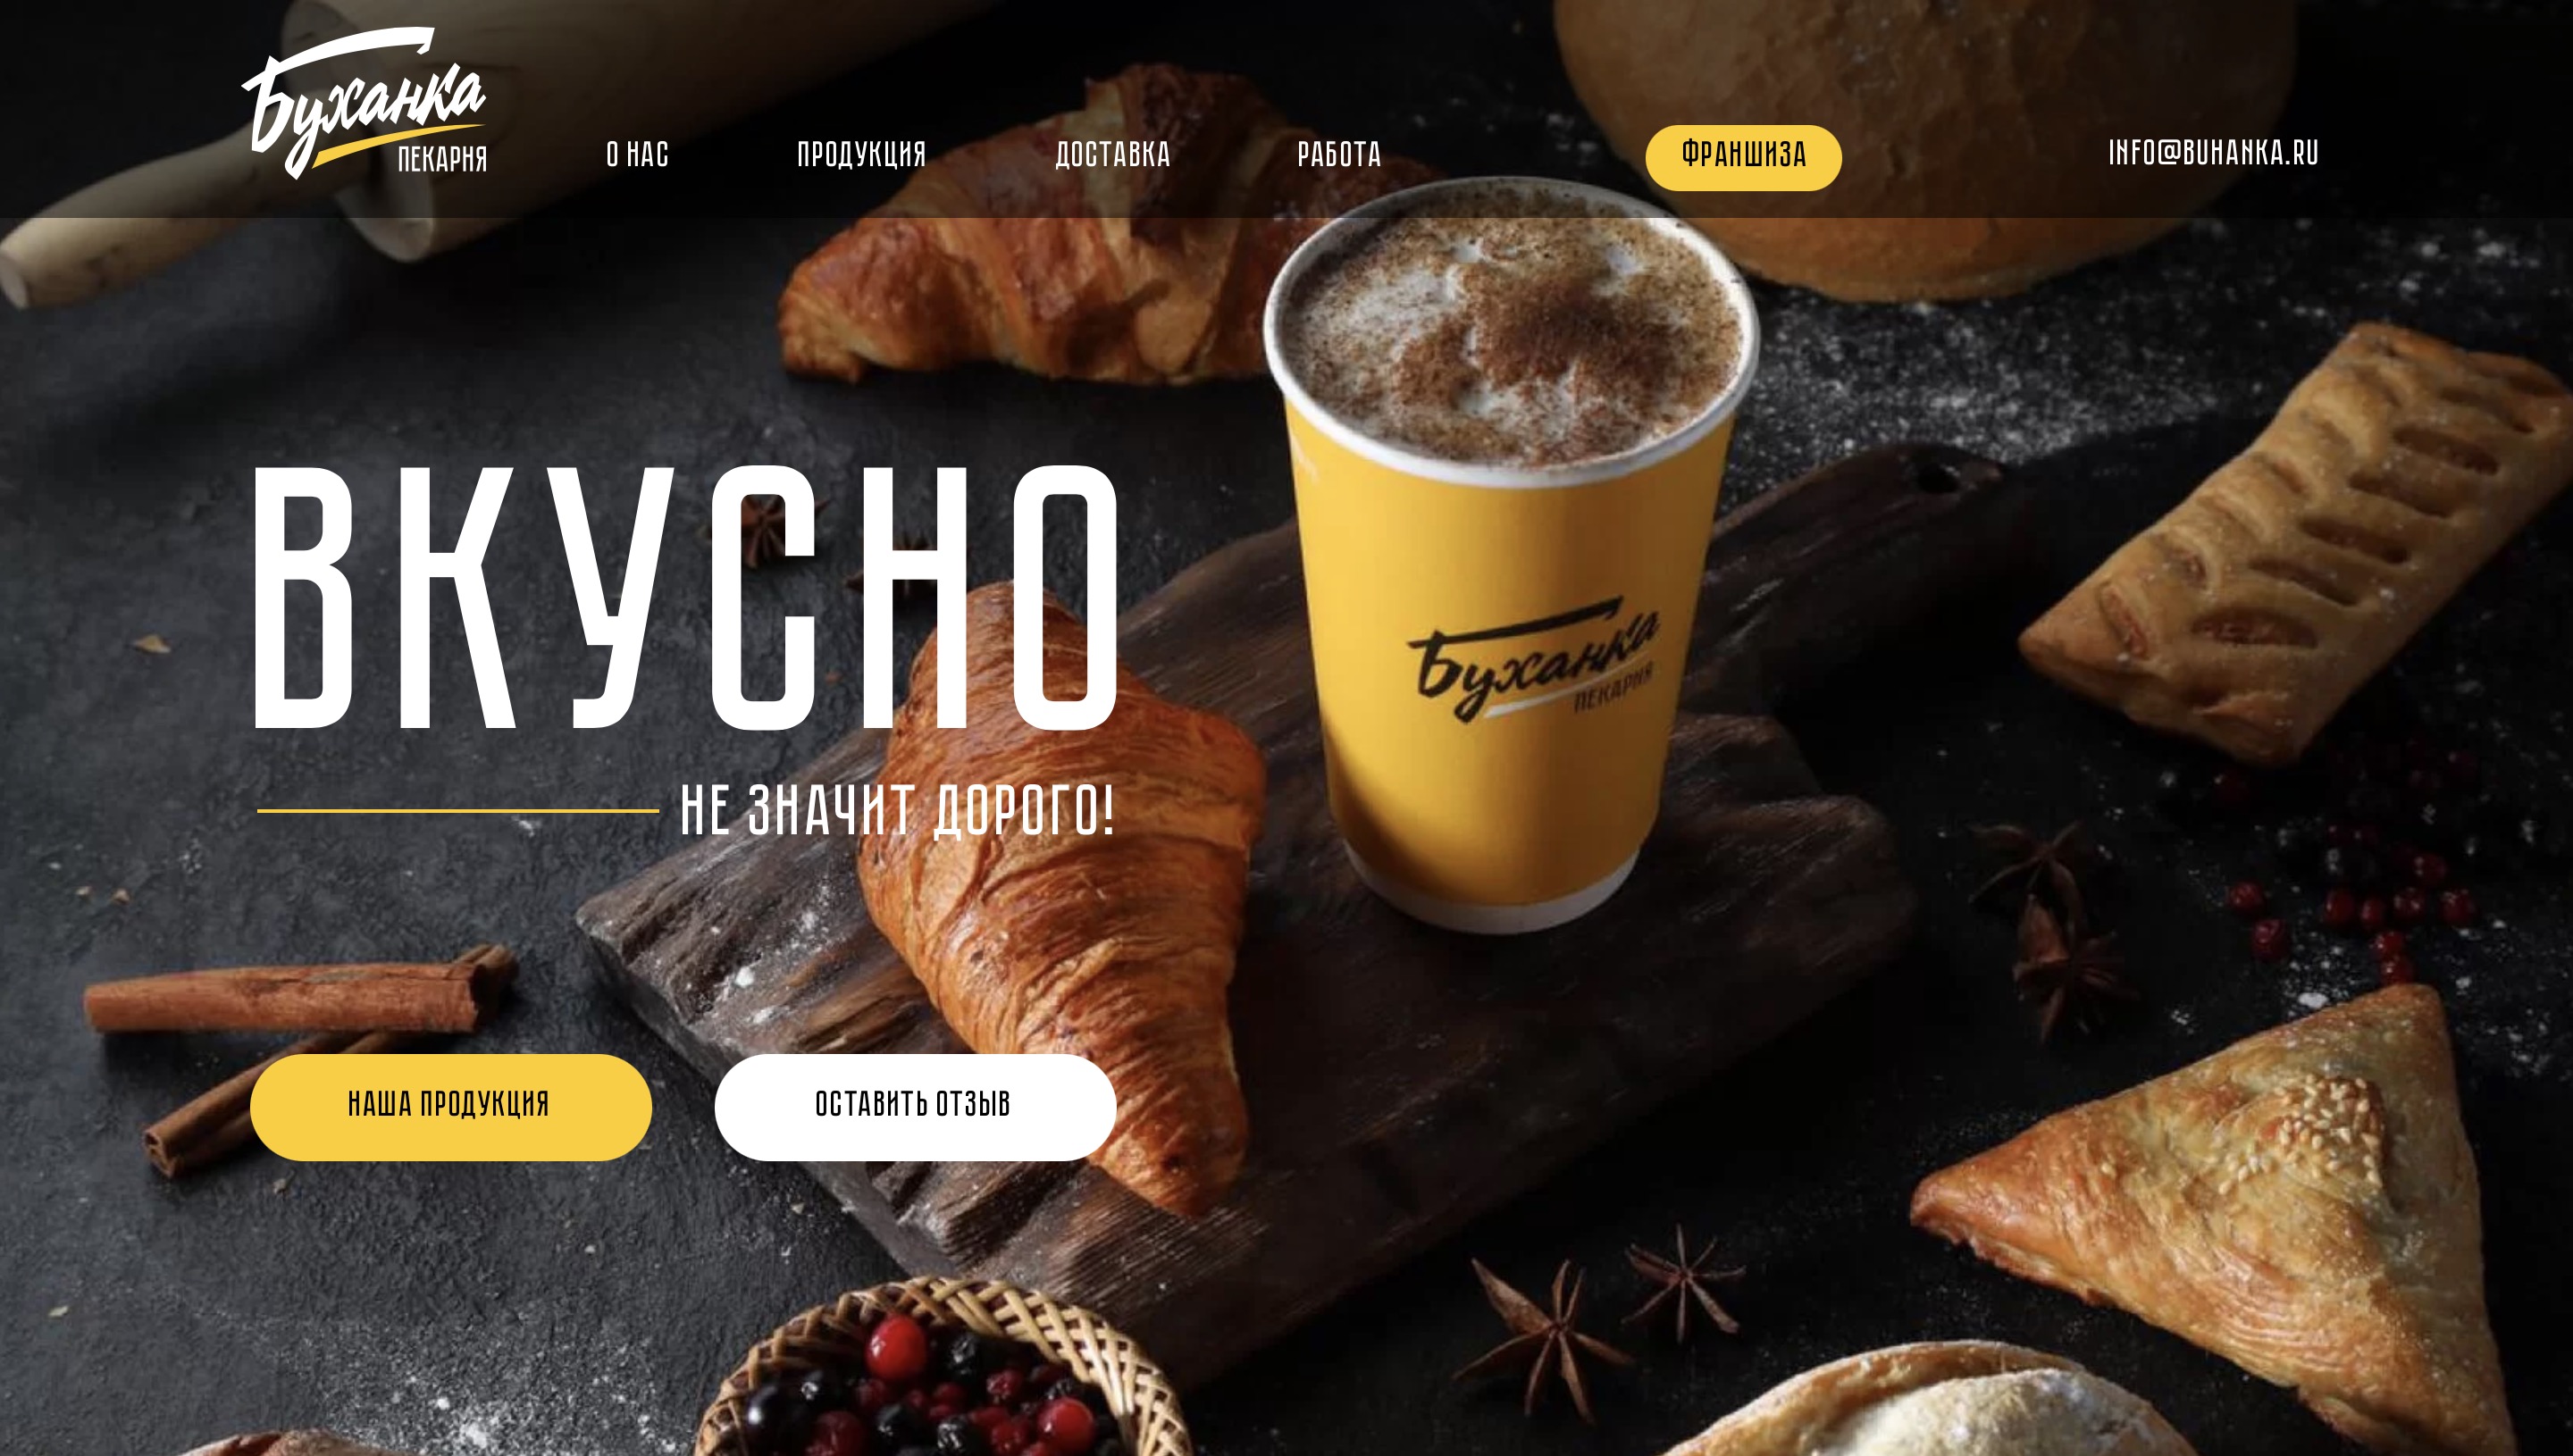 Буханка
ПЕКАРНЯ
О НАС
ПРОДУКЦИЯ
ДОСТАВКА
РАБОТА
ФРАНШИЗА
INFO@BUHANKA.RU
ВКУСНО
НЕ ЗНАЧИТ ДОРОГО!
Буханка
ПЕКАРНЯ
НАША ПРОДУКЦИЯ
ОСТАВИТЬ ОТЗЫВ